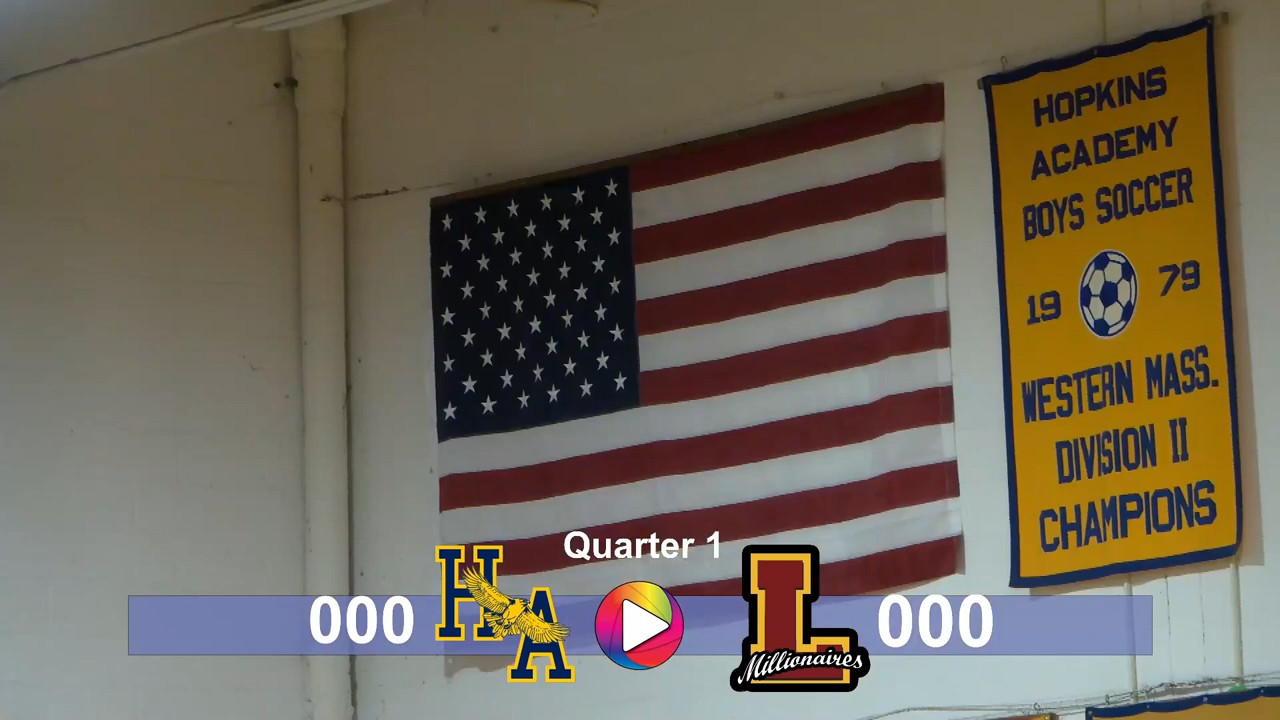 HOPKINS
ACADEMY
BOYS SOCCER
19 79
WESTERN MASS.
DIVISION II
CHAMPIONS
Quarter 1
000 HA L 000
Millionaires